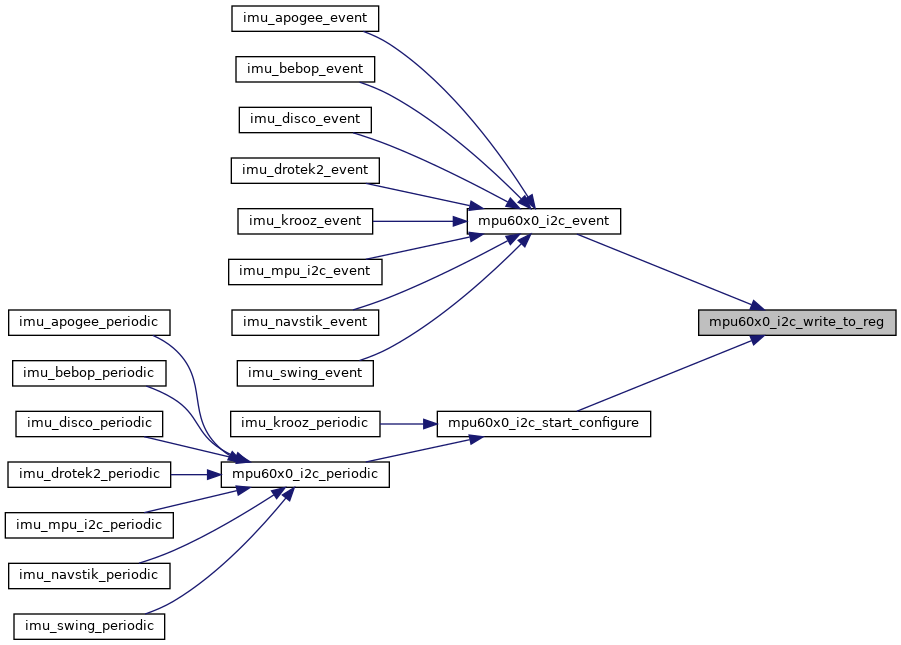 imu_apogee_event
imu_bebop_event
imu_disco_event
imu_drotek2_event
imu_krooz_event
mpu60x0_i2c_event
imu_mpu_i2c_event
imu_navstik_event
imu_apogee_periodic
mpu60x0_i2c_write_to_reg
imu_bebop_periodic
imu_swing_event
imu_disco_periodic
imu_krooz_periodic
mpu60x0_i2c_start_configure
imu_drotek2_periodic
mpu60x0_i2c_periodic
imu_mpu_i2c_periodic
imu_navstik_periodic
imu_swing_periodic